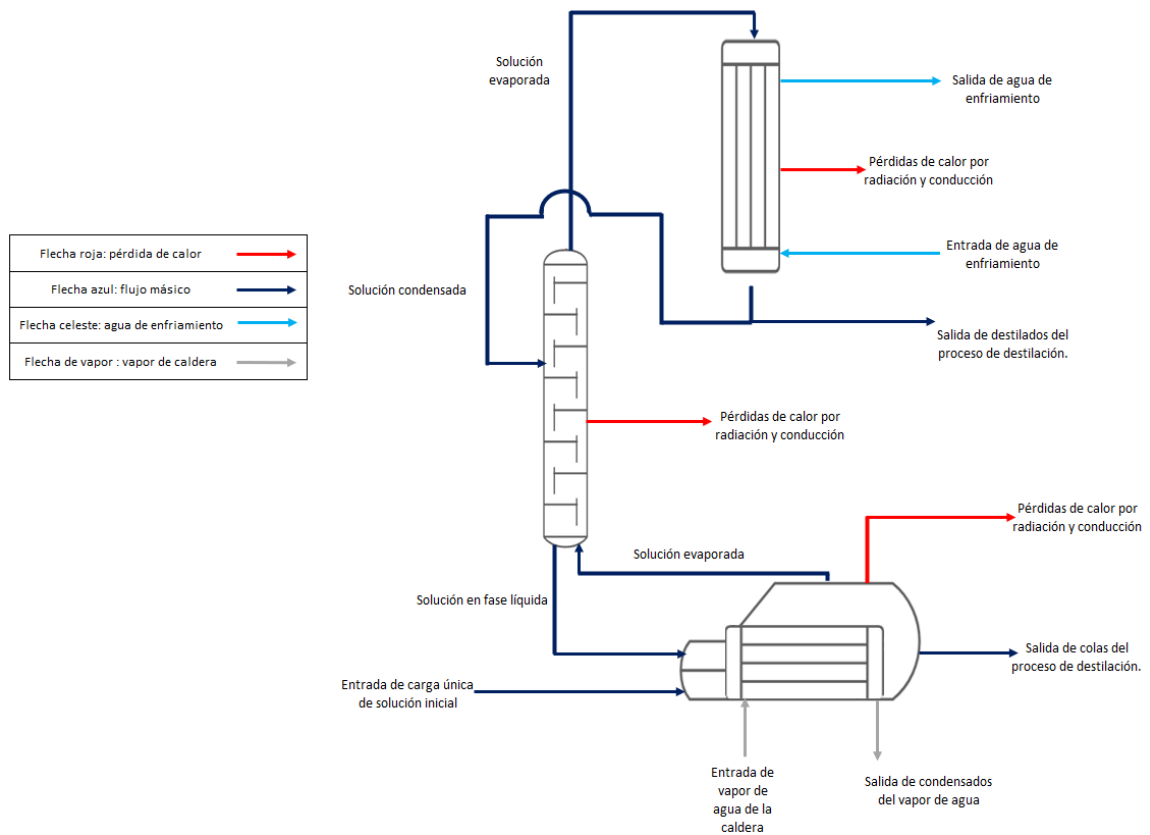 Solución
evaporada
Salida de agua de
enfriamiento
Pérdidas de calor por
radiación y conducción
Entrada de agua de
enfriamiento
Flecha roja: pérdida de calor
Flecha azul: flujo másico
Flecha celeste: agua de enfriamiento
Flecha de vapor : vapor de caldera
Solución condensada
Salida de destilados del
proceso de destilación.
Pérdidas de calor por
radiación y conducción
Pérdidas de calor por
radiación y conducción
Solución evaporada
Solución en fase líquida
Salida de colas del
proceso de destilación.
Entrada de carga única
de solución inicial
Entrada de
vapor de
agua de la
caldera
Salida de condensados
del vapor de agua